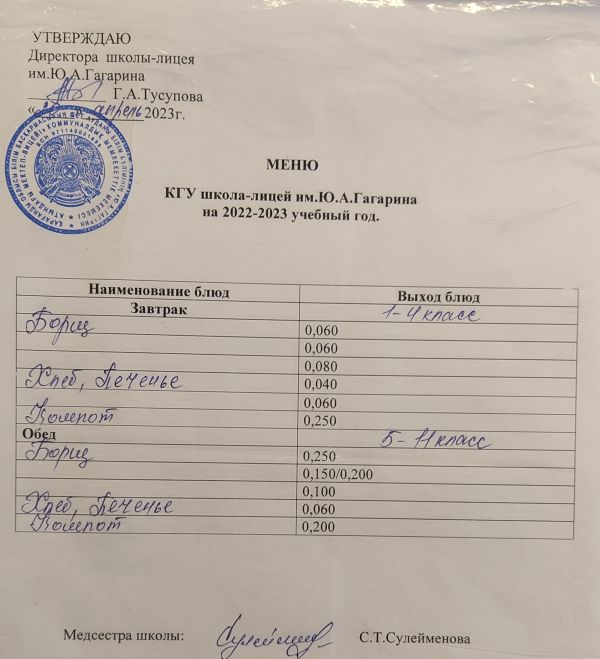 УТВЕРЖДАЮ
Директора школы-лицея
им.Ю.А.Гагарина
Г.А.Тусупова
« » апрель 2023г.
МЕНЮ
КГУ школа-лицей им.Ю.А.Гагарина
на 2022-2023 учебный год.
Наименование блюд Выход блюд
Завтрак 1-4 класс
Борщ 0,060
0,060
0,080
Хлеб, Печенье 0,040
0,060
Компот 0,250
Обед 5-11 класс
Борщ 0,250
0,150/0,200
0,100
Хлеб, Печенье 0,060
Компот 0,200
Медсестра школы: С.Т.Сулейменова